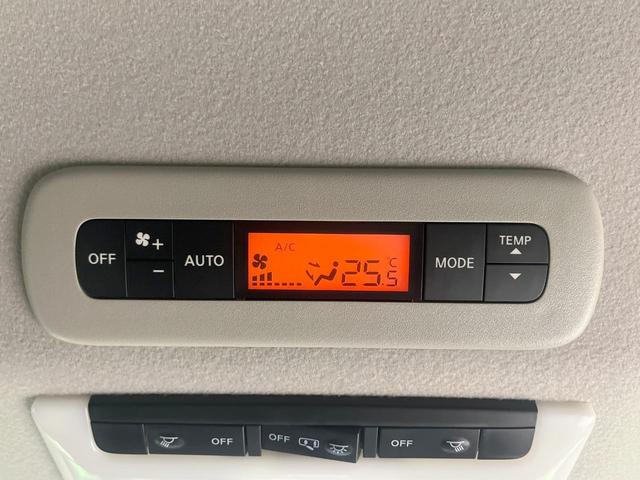 OFF
+
−
AUTO
A/C
25.5 °C
MODE
TEMP
OFF
OFF
OFF